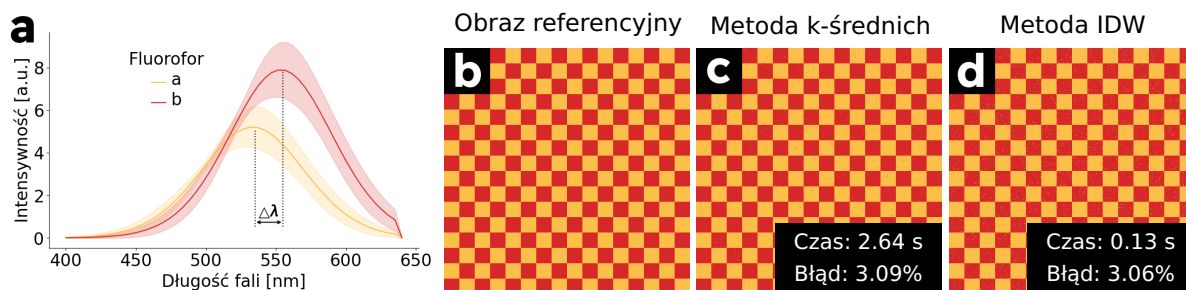 a
Fluorofor
a
b
Intensywność [a.u.]
8
6
4
2
0
Δλ
400
450
500
550
600
650
Długość fali [nm]
Obraz referencyjny
b
Metoda k-średnich
c
Czas: 2.64 s
Błąd: 3.09%
Metoda IDW
d
Czas: 0.13 s
Błąd: 3.06%